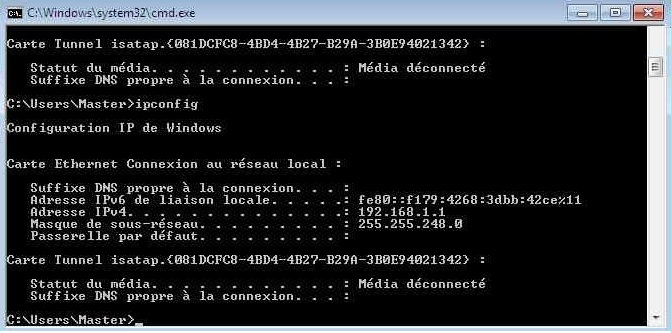 C:\Windows\system32\cmd.exe
Carte Tunnel isatap.{081DCFC8-4BD4-4B27-B29A-3B0E94021342} :
Statut du média. . . . . . . . . . . . : Média déconnecté
Suffixe DNS propre à la connexion. . . :
C:\Users\Master>ipconfig
Configuration IP de Windows
Carte Ethernet Connexion au réseau local :
Suffixe DNS propre à la connexion. . . :
Adresse IPv6 de liaison locale. . . . .: fe80::f179:4268:3dbb:42ce%11
Adresse IPv4. . . . . . . . . . . . . .: 192.168.1.1
Masque de sous-réseau. . . . . . . . . : 255.255.248.0
Passerelle par défaut. . . . . . . . . :
Carte Tunnel isatap.{081DCFC8-4BD4-4B27-B29A-3B0E94021342} :
Statut du média. . . . . . . . . . . . : Média déconnecté
Suffixe DNS propre à la connexion. . . :
C:\Users\Master>_